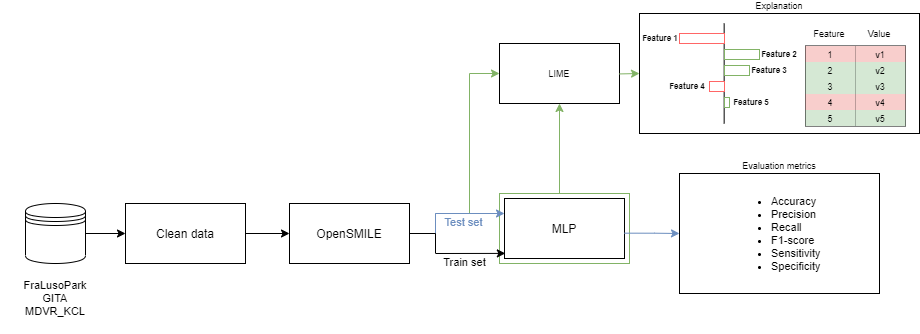 Explanation
Feature 1
Feature 2
Feature 3
Feature 4
Feature 5
Feature Value
1 v1
2 v2
3 v3
4 v4
5 v5
LIME
Evaluation metrics
• Accuracy
• Precision
• Recall
• F1-score
• Sensitivity
• Specificity
Clean data
OpenSMILE
Test set
Train set
MLP
FraLusoPark
GITA
MDVR_KCL